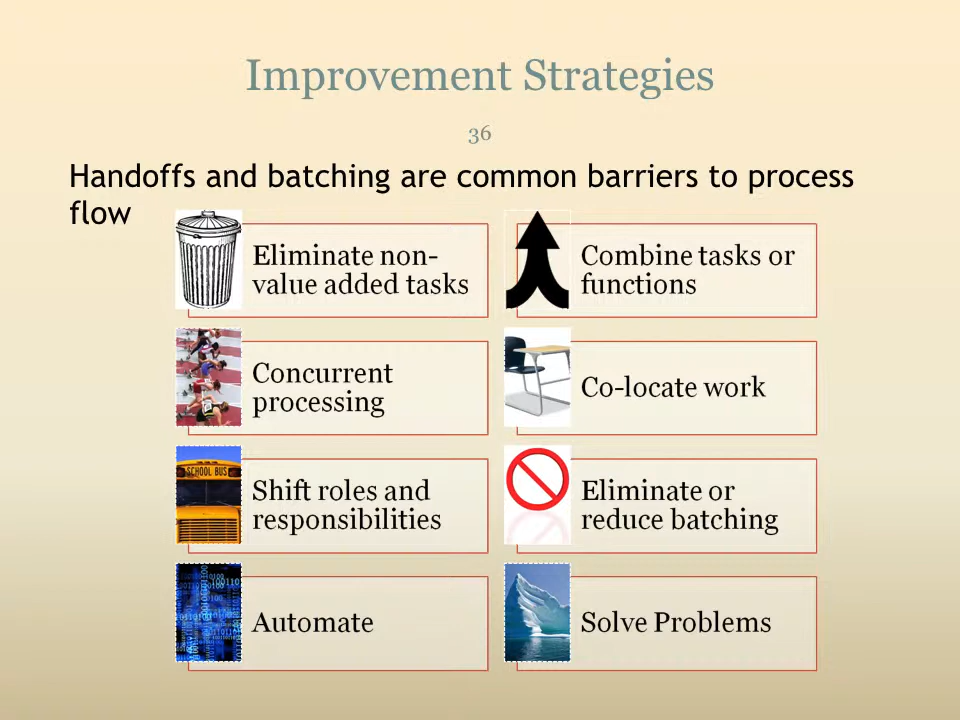 Improvement Strategies
36
Handoffs and batching are common barriers to process
flow
Eliminate non-
value added tasks
Combine tasks or
functions
Concurrent
processing
Co-locate work
SCHOOL BUS
Shift roles and
responsibilities
Eliminate or
reduce batching
Automate
Solve Problems